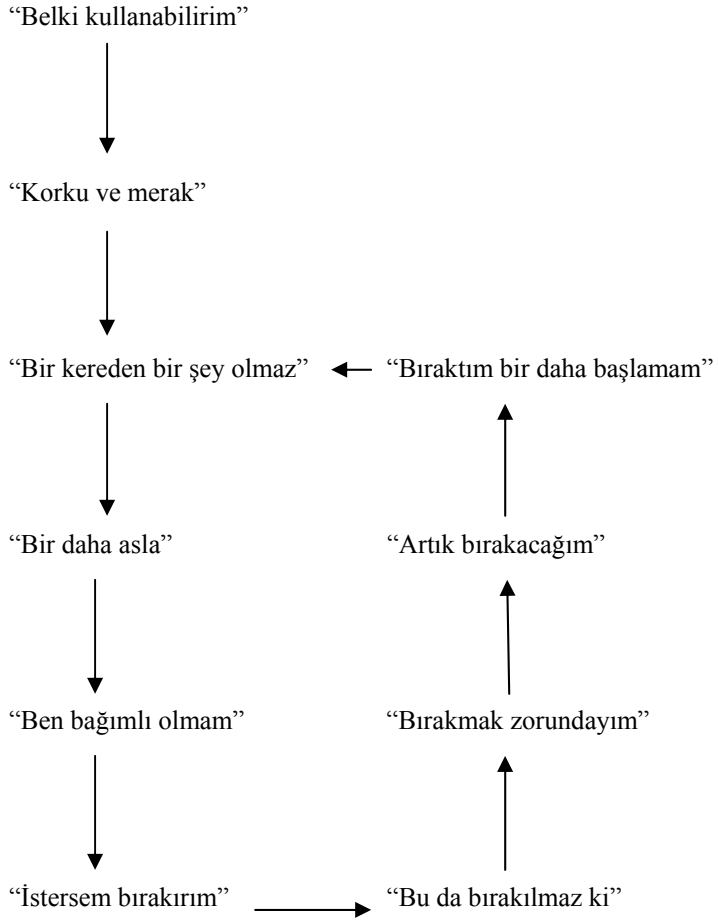 “Belki kullanabilirim”
“Korku ve merak”
“Bir kereden bir şey olmaz”
“Bıraktım bir daha başlamam”
“Bir daha asla”
“Artık bırakacağım”
“Ben bağımlı olmam”
“Bırakmak zorundayım”
“İstersem bırakırım”
“Bu da bırakılmaz ki”